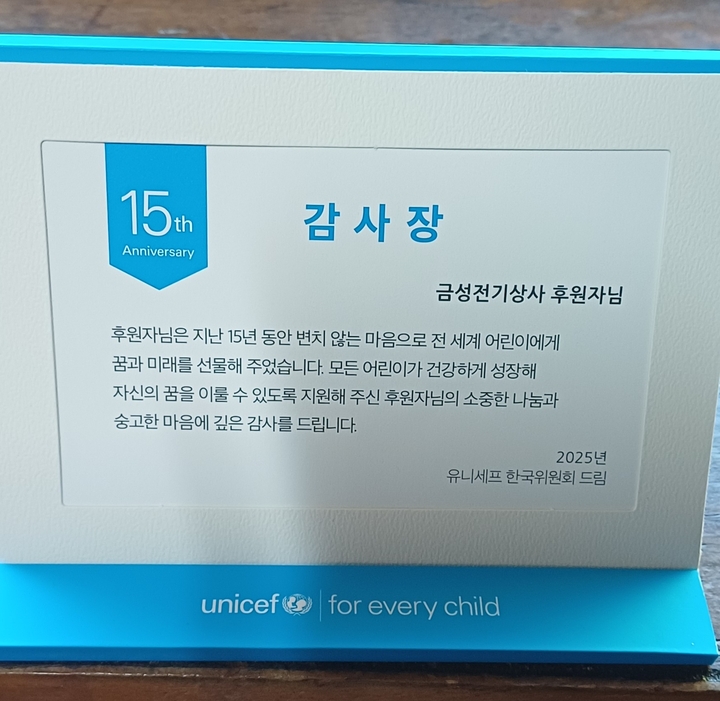 15th
Anniversary
감사장
금성전기상사 후원자님
후원자님은 지난 15년 동안 변치 않는 마음으로 전 세계 어린이에게
꿈과 미래를 선물해 주었습니다. 모든 어린이가 건강하게 성장해
자신의 꿈을 이룰 수 있도록 지원해 주신 후원자님의 소중한 나눔과
숭고한 마음에 깊은 감사를 드립니다.
2025년
유니세프 한국위원회 드림
unicef for every child